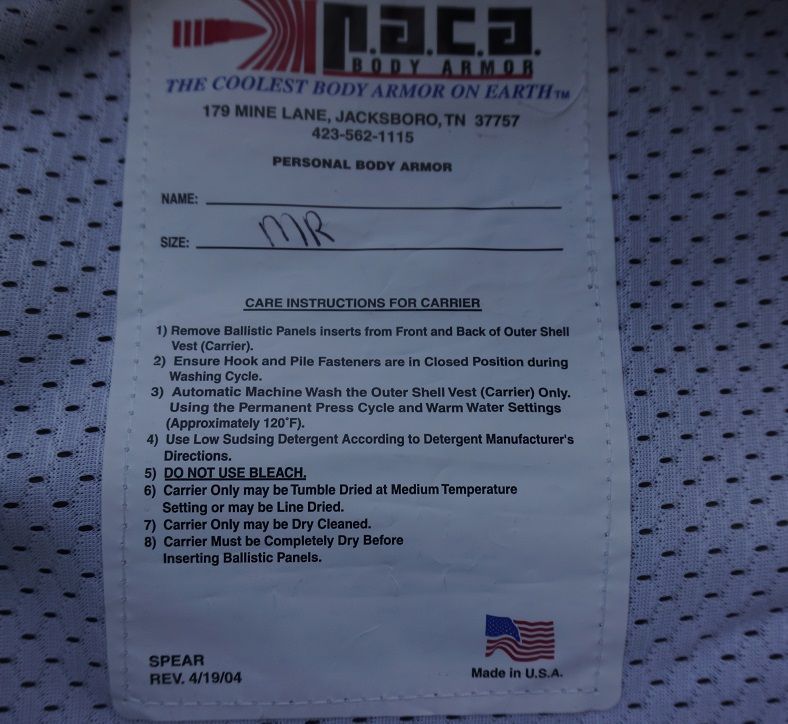 P.A.C.A.
BODY ARMOR
THE COOLEST BODY ARMOR ON EARTH™
179 MINE LANE, JACKSBORO, TN 37757
423-562-1115
PERSONAL BODY ARMOR
NAME:
SIZE: MR
CARE INSTRUCTIONS FOR CARRIER
1) Remove Ballistic Panels inserts from Front and Back of Outer Shell
Vest (Carrier).
2) Ensure Hook and Pile Fasteners are in Closed Position during
Washing Cycle.
3) Automatic Machine Wash the Outer Shell Vest (Carrier) Only.
Using the Permanent Press Cycle and Warm Water Settings
(Approximately 120°F).
4) Use Low Sudsing Detergent According to Detergent Manufacturer's
Directions.
5) DO NOT USE BLEACH.
6) Carrier Only may be Tumble Dried at Medium Temperature
Setting or may be Line Dried.
7) Carrier Only may be Dry Cleaned.
8) Carrier Must be Completely Dry Before
Inserting Ballistic Panels.
SPEAR
REV. 4/19/04
Made in U.S.A.